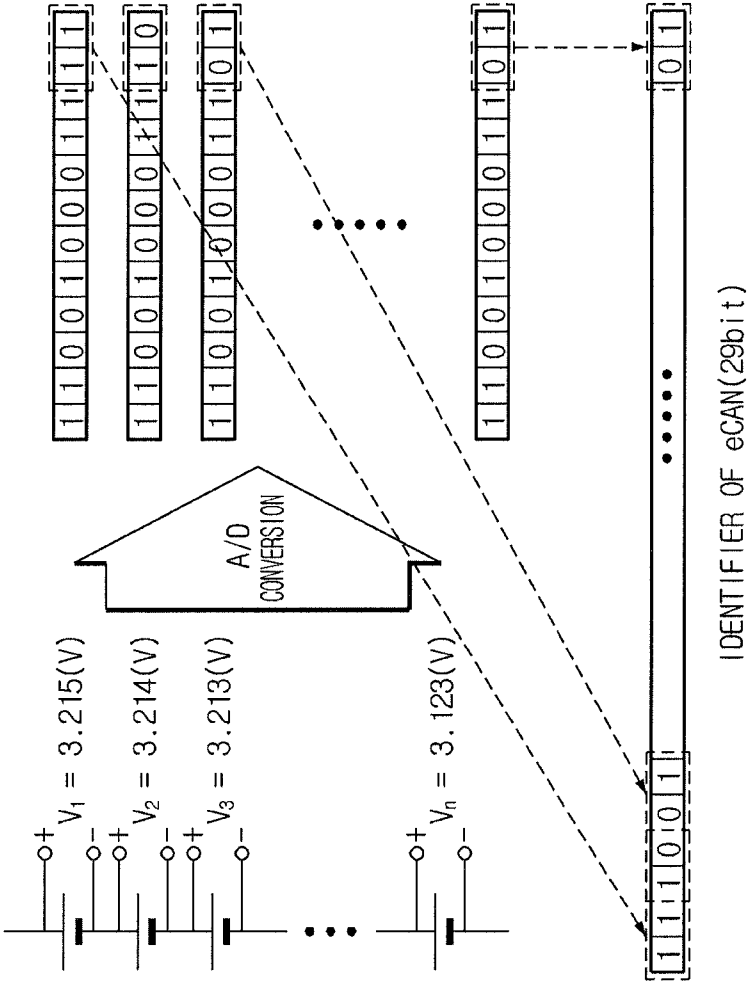 +
V1 = 3.215(V)
-
1 1 0 0 1 0 0 0 1 1 1 1
+
V2 = 3.214(V)
-
1 1 0 0 1 0 0 0 1 1 1 0
+
V3 = 3.213(V)
-
1 1 0 0 1 0 0 0 1 1 0 1
A/D
CONVERSION
+
Vn = 3.123(V)
-
1 1 0 0 1 0 0 0 1 1 0 1
1 1 1 0 0 1 0 1
IDENTIFIER OF eCAN(29bit)